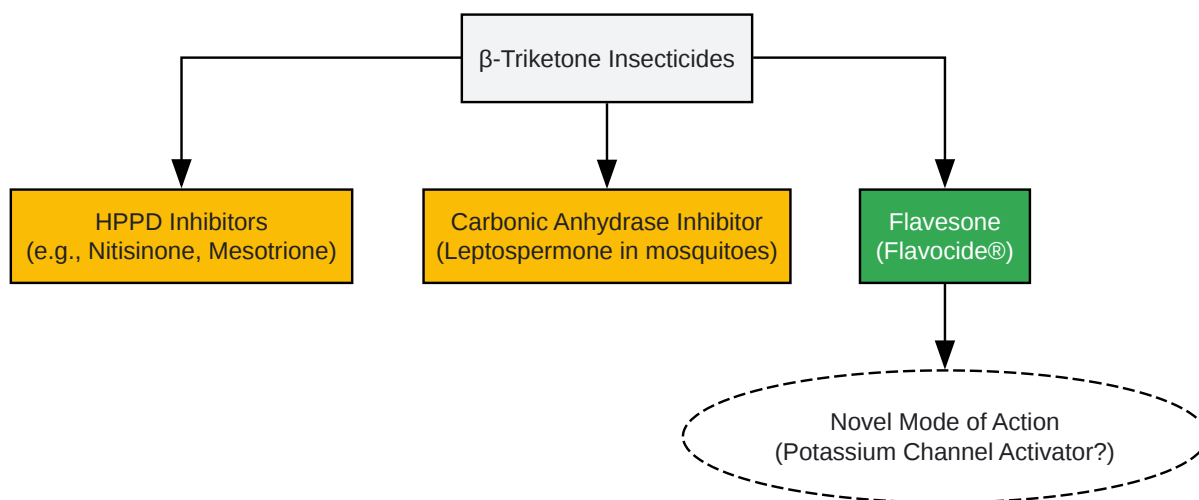 β-Triketone Insecticides
HPPD Inhibitors
(e.g., Nitisinone, Mesotrione)
Carbonic Anhydrase Inhibitor
(Leptospermone in mosquitoes)
Flavesone
(Flavocide®)
Novel Mode of Action
(Potassium Channel Activator?)